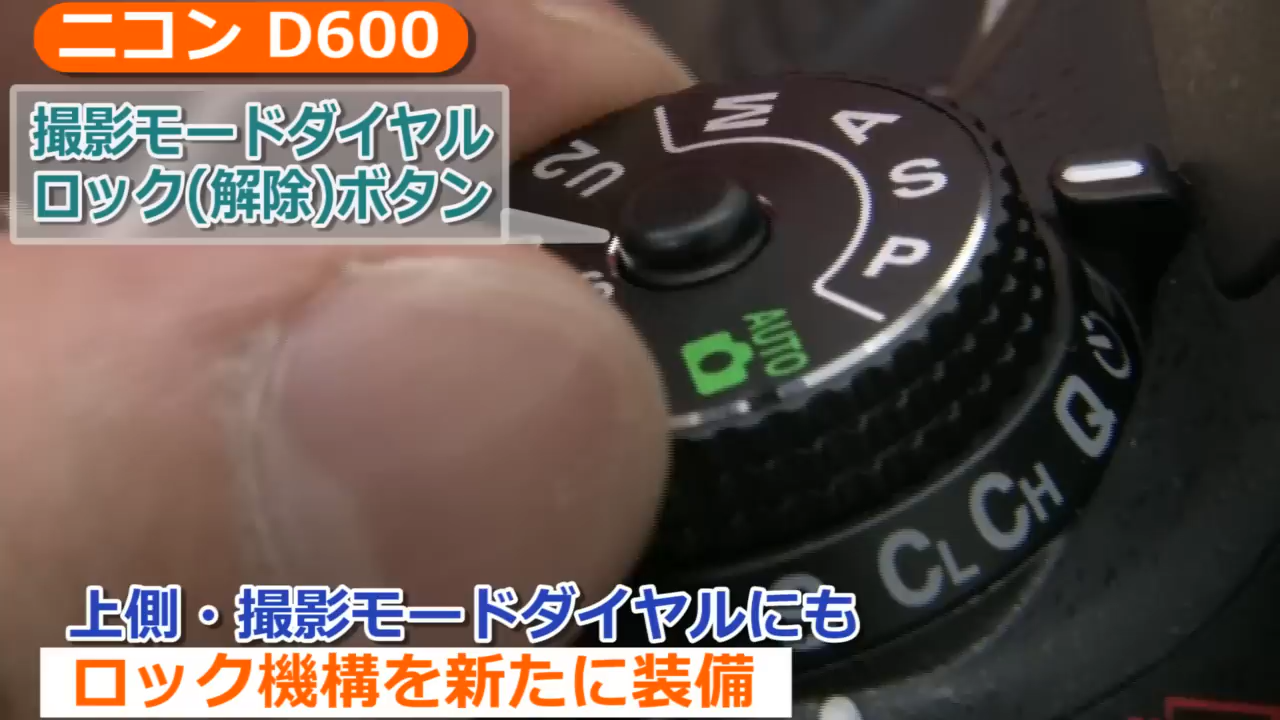 ニコン D600
撮影モードダイヤル
ロック(解除)ボタン
U2
M
A
S
P
AUTO
Q
CH
CL
上側・撮影モードダイヤルにも
ロック機構を新たに装備